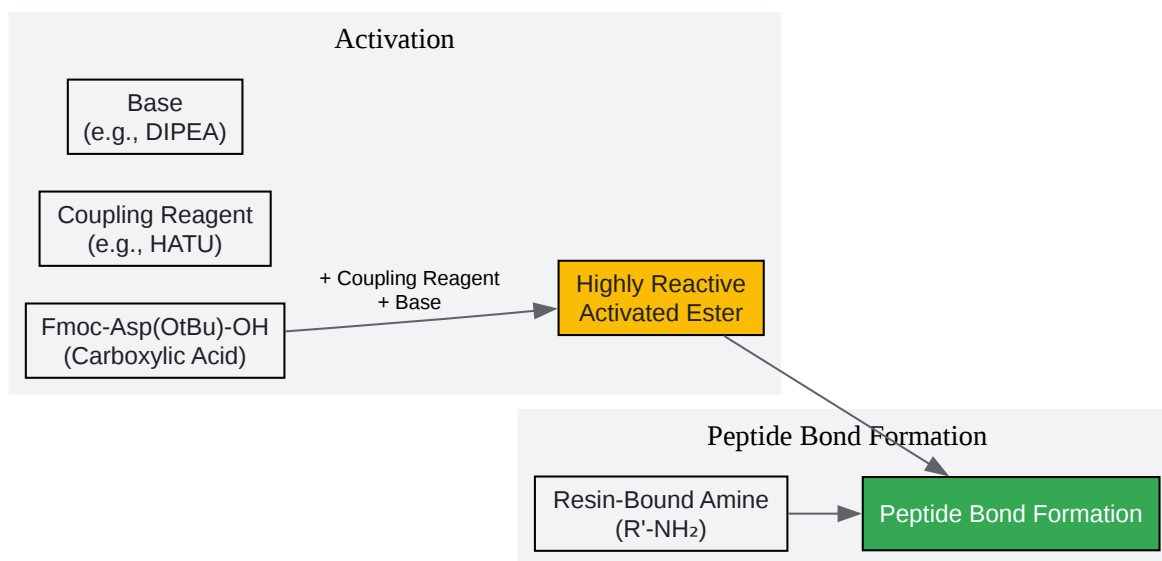 Activation
Base
(e.g., DIPEA)
Coupling Reagent
(e.g., HATU)
Fmoc-Asp(OtBu)-OH
(Carboxylic Acid)
+ Coupling Reagent
+ Base
Highly Reactive
Activated Ester
Peptide Bond Formation
Resin-Bound Amine
(R'-NH₂)
Peptide Bond Formation